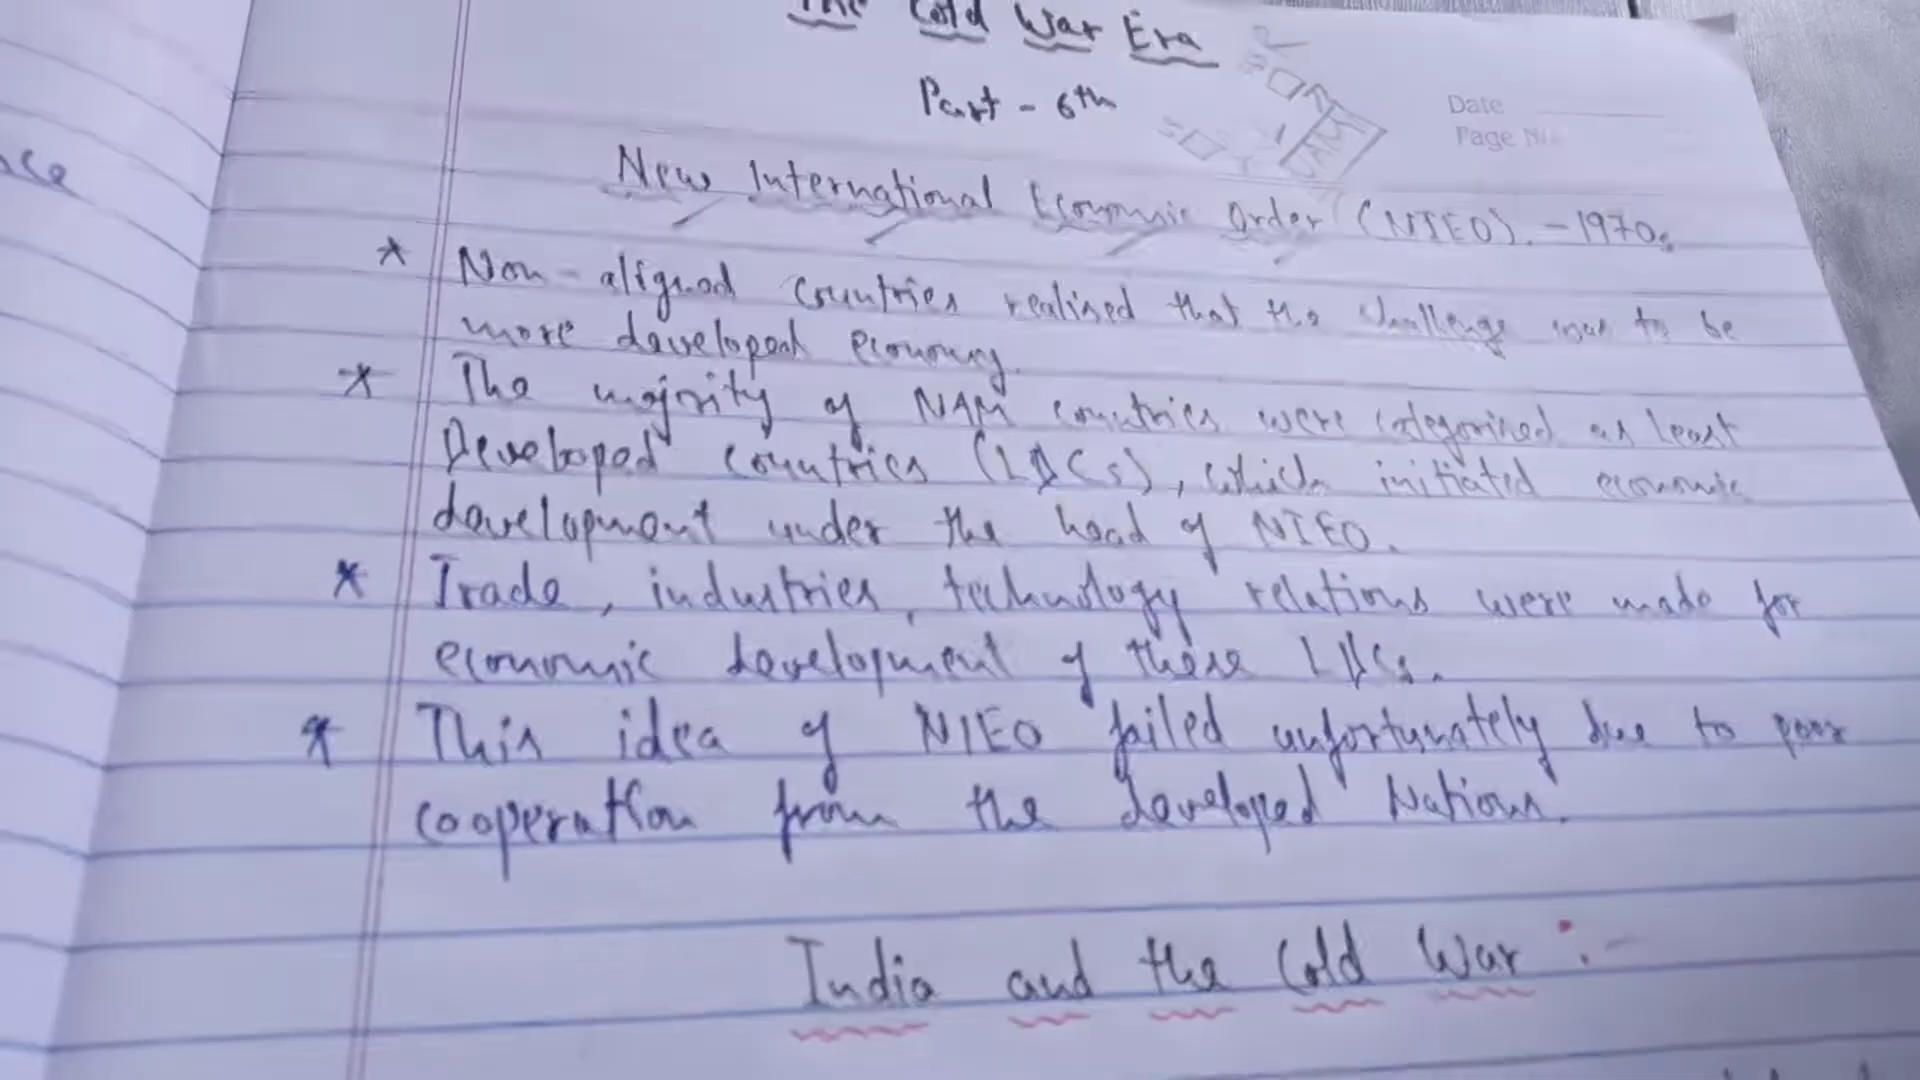 The Cold War Era
Part - 6th
Date
Page No.
New International Economic Order (NIEO). - 1970s
* Non-aligned countries realised that the challenge was to be
more developed economy.
* The majority of NAM countries were categorised as Least
Developed Countries (LDCs), which initiated economic
development under the head of NIEO.
* Trade, industries, technology relations were made for
economic development of these LDCs.
* This idea of NIEO failed unfortunately due to poor
cooperation from the developed Nations.
India and the Cold War :-